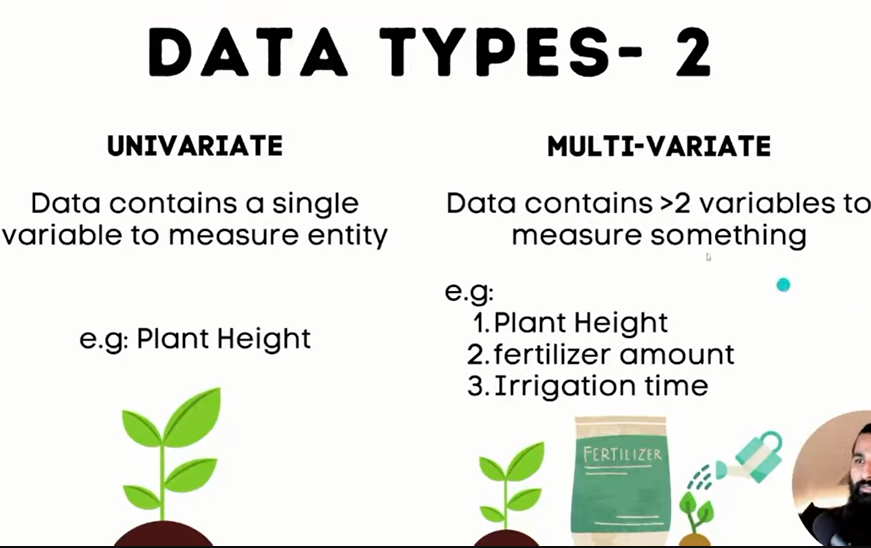 DATA TYPES- 2
UNIVARIATE
Data contains a single
variable to measure entity
e.g: Plant Height
MULTI-VARIATE
Data contains >2 variables to
measure something
e.g:
1.Plant Height
2.fertilizer amount
3.Irrigation time
FERTILIZER